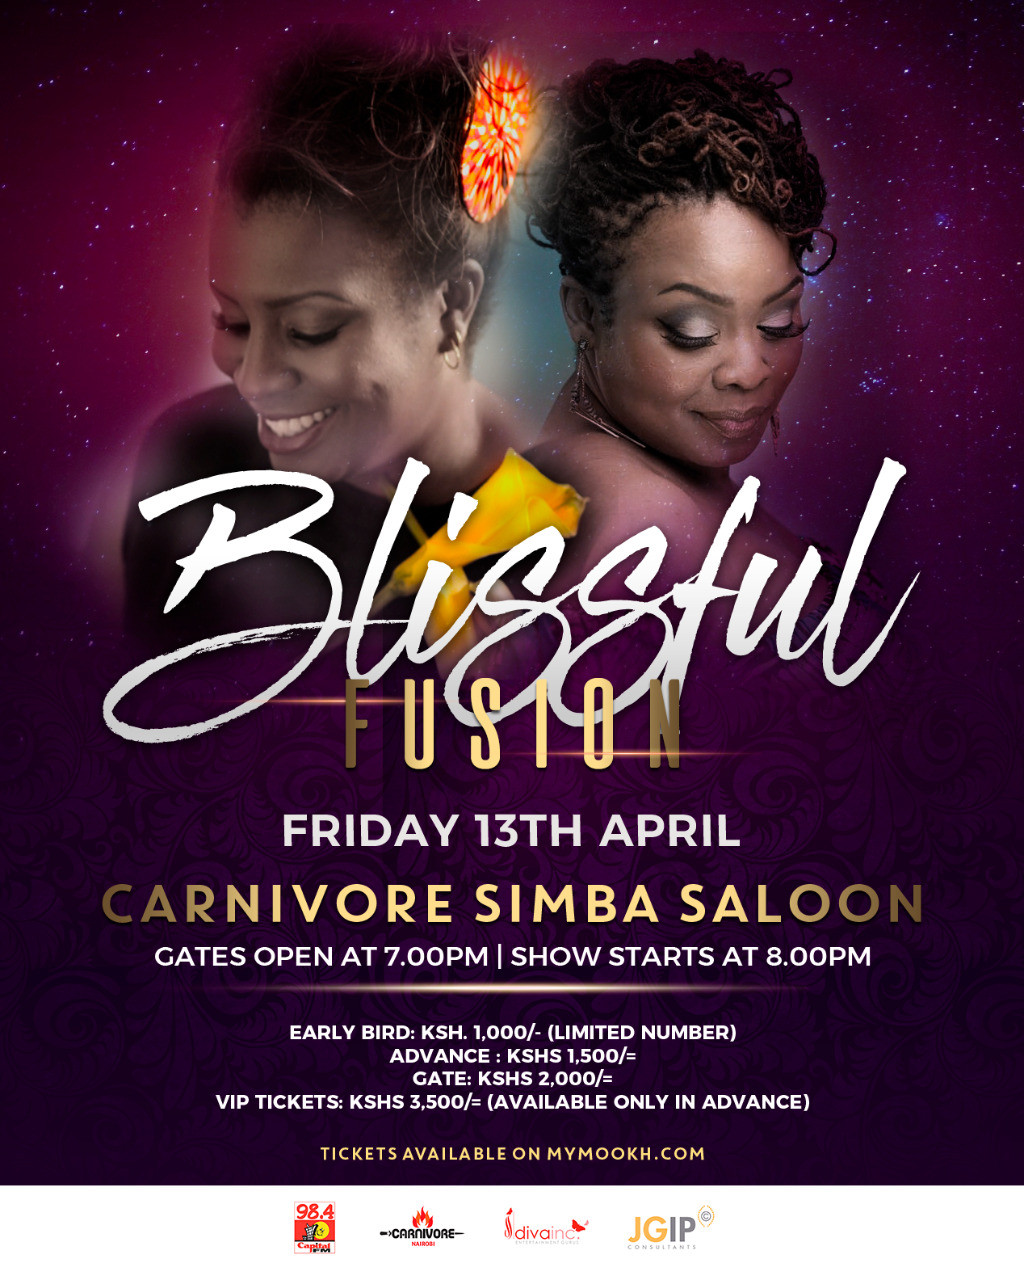 Blissful
FUSION
FRIDAY 13TH APRIL
CARNIVORE SIMBA SALOON
GATES OPEN AT 7.00PM | SHOW STARTS AT 8.00PM
EARLY BIRD: KSH. 1,000/- (LIMITED NUMBER)
ADVANCE : KSHS 1,500/=
GATE: KSHS 2,000/=
VIP TICKETS: KSHS 3,500/= (AVAILABLE ONLY IN ADVANCE)
TICKETS AVAILABLE ON MYMOOKH.COM
98.4
Capital FM
CARNIVORE
NAIROBI
divainc.
JGIP ©
CONSULTANTS